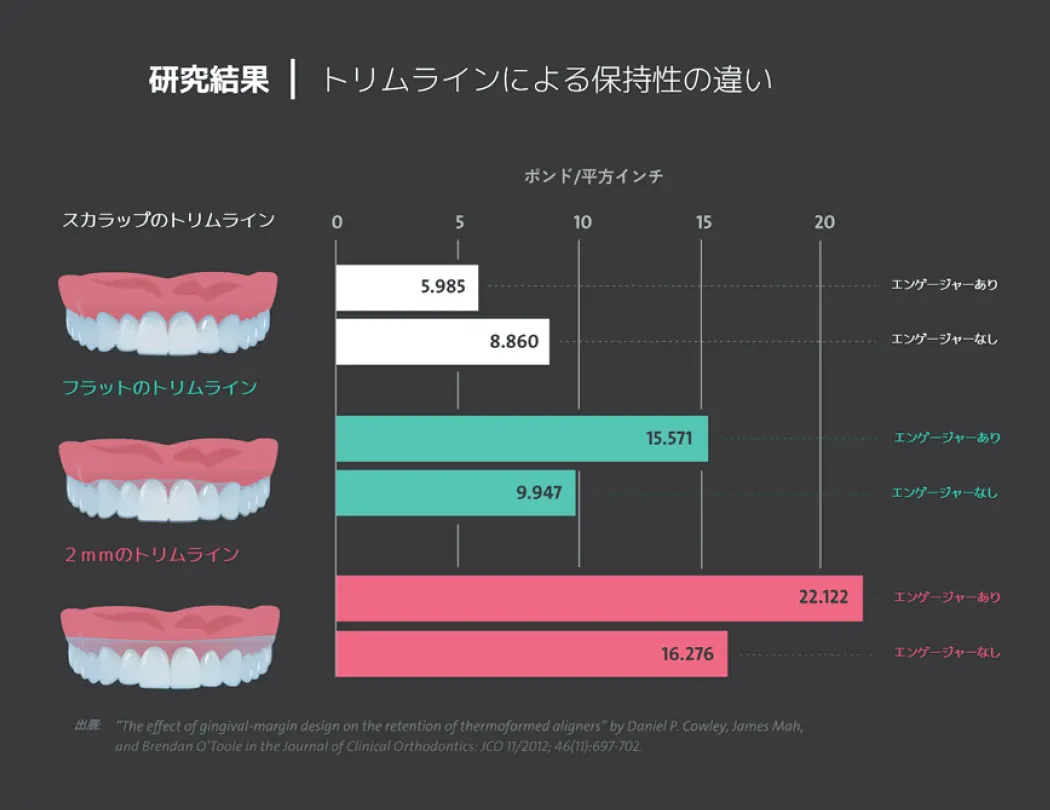 研究結果 | トリムラインによる保持性の違い
ポンド/平方インチ
0 5 10 15 20
スカラップのトリムライン
5.985 エンゲージャーあり
8.860 エンゲージャーなし
フラットのトリムライン
15.571 エンゲージャーあり
9.947 エンゲージャーなし
２ｍｍのトリムライン
22.122 エンゲージャーあり
16.276 エンゲージャーなし
出展: “The effect of gingival-margin design on the retention of thermaformed aligners” by Daniel P. Cowley, James Mah,
and Brendan O’Toole in the Journal of Clinical Orthodontics: JCO 11/2012; 46(11):697-702.